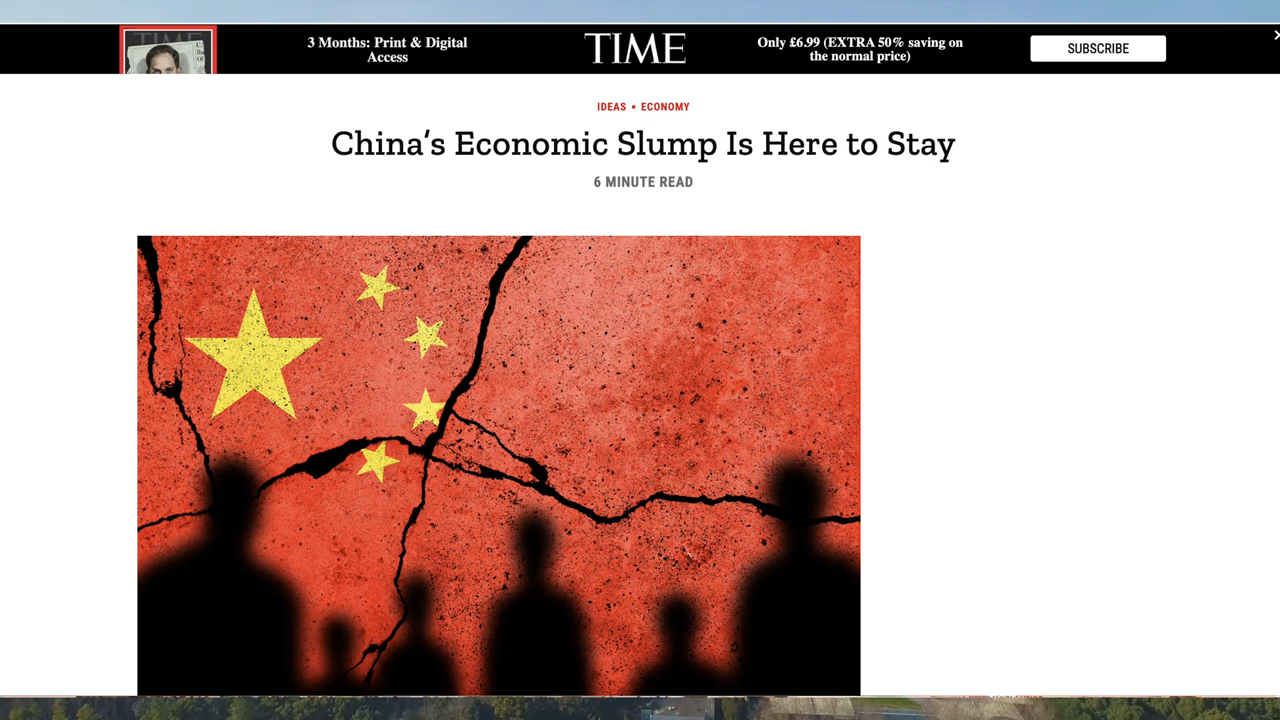 3 Months: Print & Digital
Access
TIME
Only £6.99 (EXTRA 50% saving on
the normal price)
SUBSCRIBE
IDEAS • ECONOMY
China's Economic Slump Is Here to Stay
6 MINUTE READ